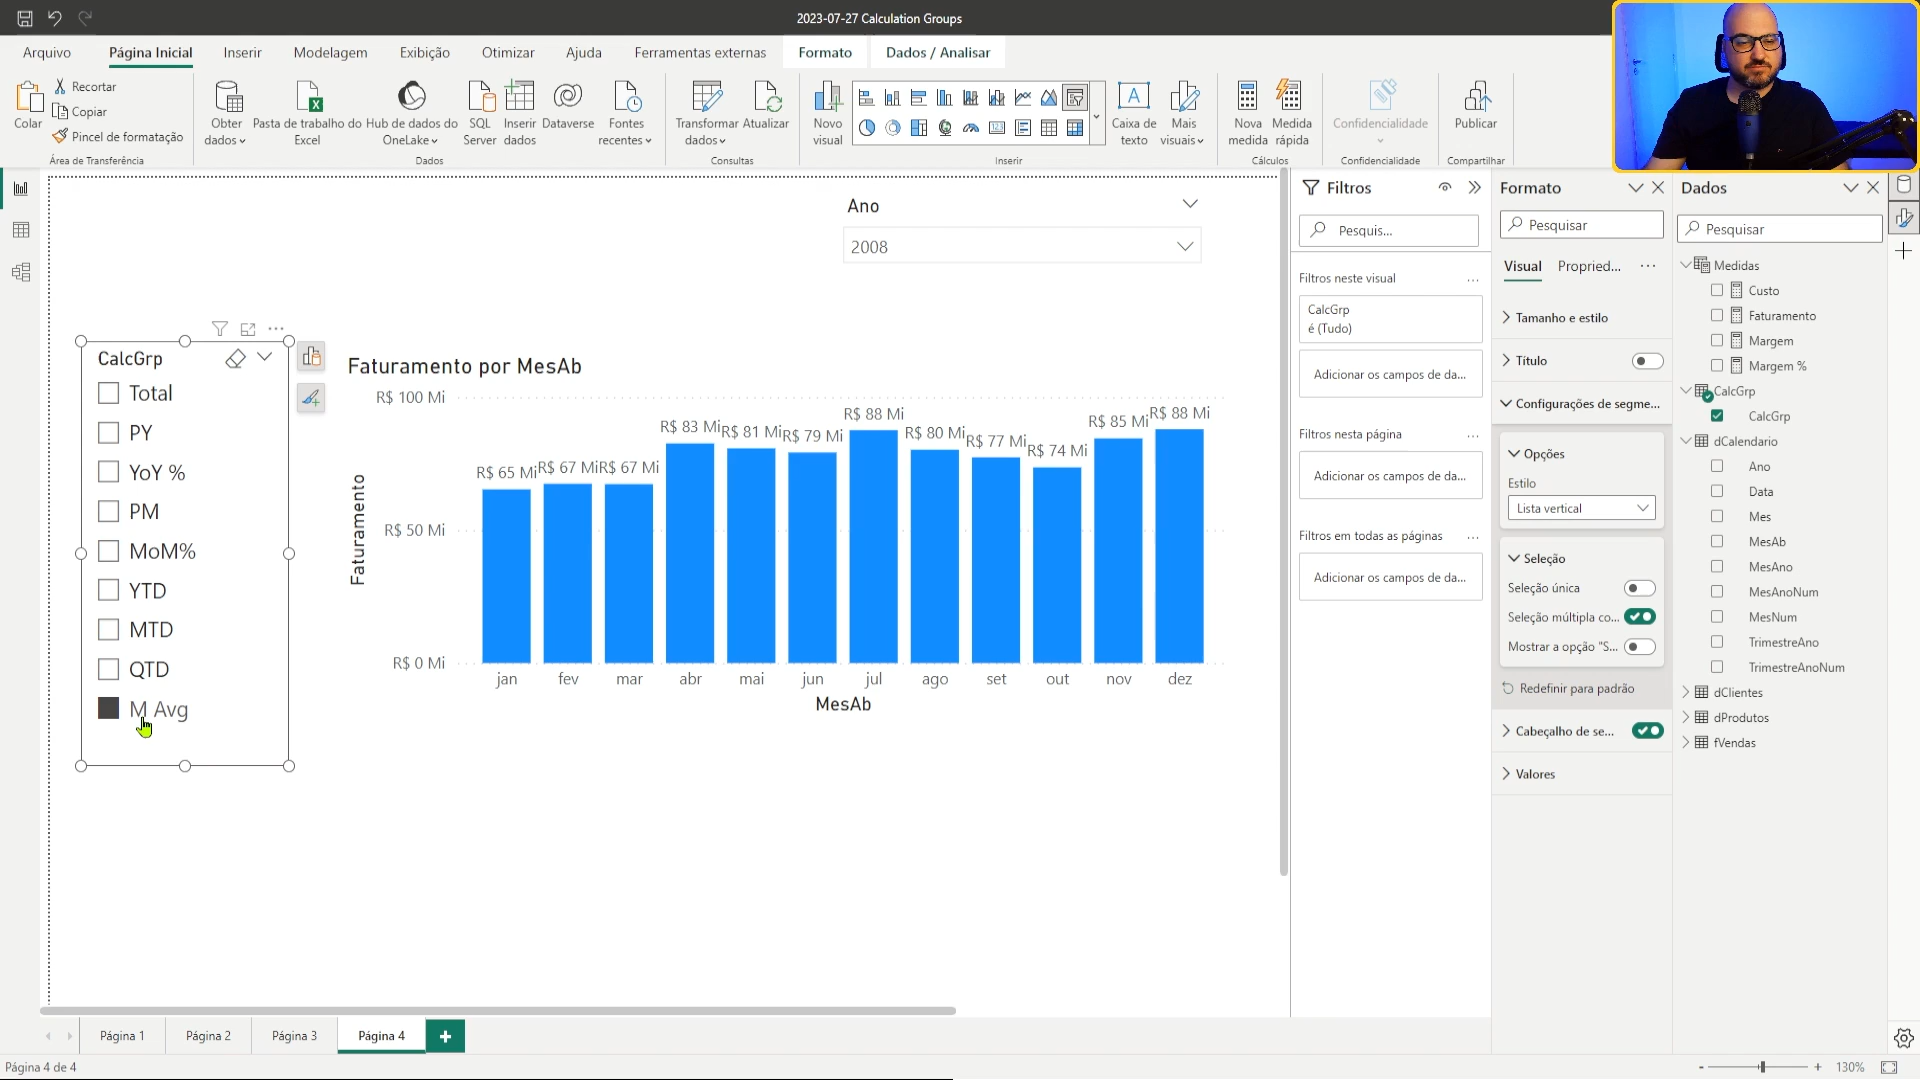 2023-07-27 Calculation Groups
Arquivo
Página Inicial
Inserir
Modelagem
Exibição
Otimizar
Ajuda
Ferramentas externas
Formato
Dados / Analisar
Colar
Recortar
Copiar
Pincel de formatação
Área de Transferência
Obter
dados
Pasta de trabalho do
Excel
Hub de dados do
OneLake
SQL
Server
Inserir
dados
Dataverse
Fontes
recentes
Dados
Transformar
dados
Atualizar
Consultas
Novo
visual
Caixa de
texto
Mais
visuais
Inserir
Nova
medida
Medida
rápida
Cálculos
Confidencialidade
Confidencialidade
Publicar
Compartilhar
Ano
2008
CalcGrp
Total
PY
YoY %
PM
MoM%
YTD
MTD
QTD
M Avg
Faturamento por MesAb
R$ 100 Mi
R$ 50 Mi
R$ 0 Mi
Faturamento
R$ 65 Mi
R$ 67 Mi
R$ 67 Mi
R$ 83 Mi
R$ 81 Mi
R$ 79 Mi
R$ 88 Mi
R$ 80 Mi
R$ 77 Mi
R$ 74 Mi
R$ 85 Mi
R$ 88 Mi
jan
fev
mar
abr
mai
jun
jul
ago
set
out
nov
dez
MesAb
Filtros
Pesquis...
Filtros neste visual
...
CalcGrp
é (Tudo)
Adicionar os campos de da...
Filtros nesta página
...
Adicionar os campos de da...
Filtros em todas as páginas
...
Adicionar os campos de da...
Formato
Pesquisar
Visual
Propried...
...
Tamanho e estilo
Título
Configurações de segme...
Opções
Estilo
Lista vertical
Seleção
Seleção única
Seleção múltipla co...
Mostrar a opção "S...
Redefinir para padrão
Cabeçalho de se...
Valores
Dados
Pesquisar
Medidas
Custo
Faturamento
Margem
Margem %
CalcGrp
CalcGrp
dCalendario
Ano
Data
Mes
MesAb
MesAno
MesAnoNum
MesNum
TrimestreAno
TrimestreAnoNum
dClientes
dProdutos
fVendas
Página 1
Página 2
Página 3
Página 4
Página 4 de 4
- + 130%